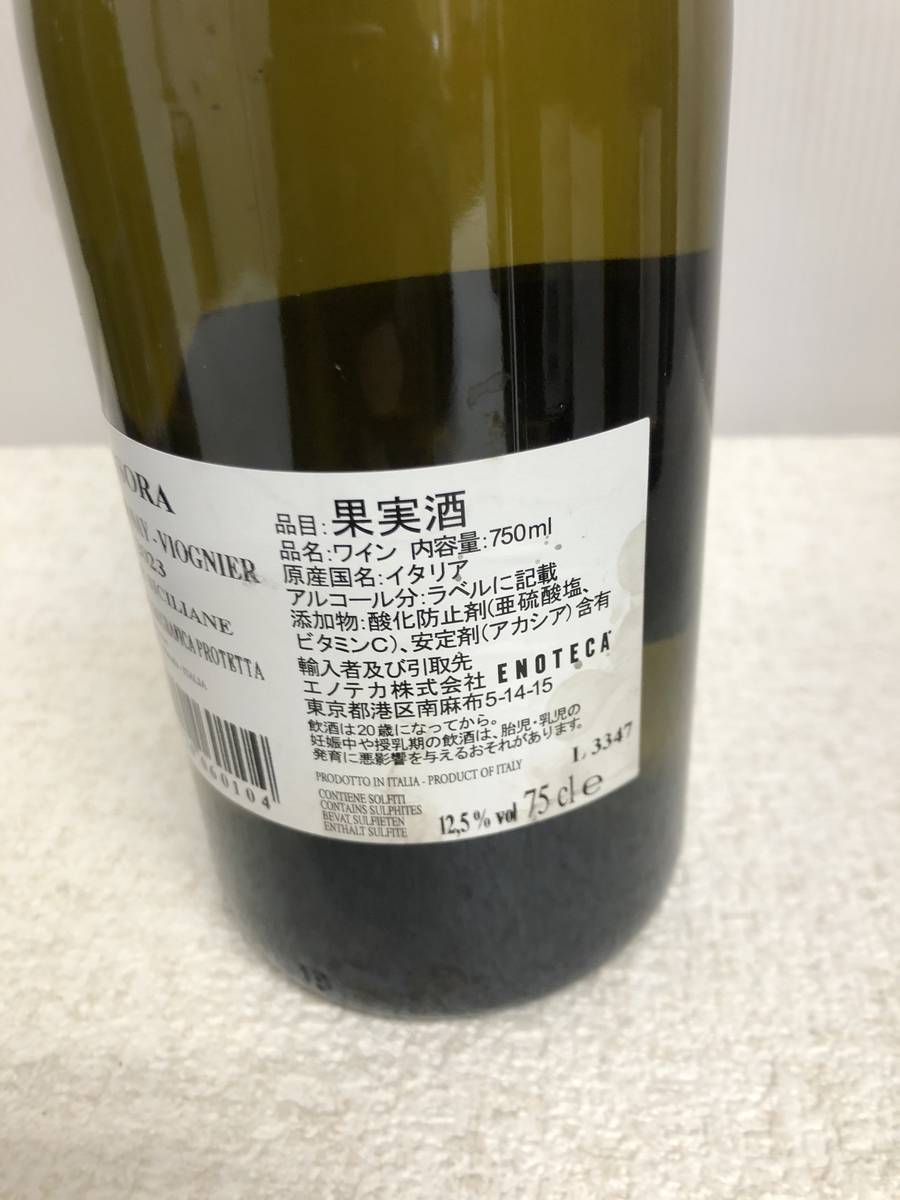 ORA
AY-VIOGNIER
23
SICILIANE
PROTETTA
ITALIA
060104
品目:果実酒
品名:ワイン 内容量:750ml
原産国名:イタリア
アルコール分:ラベルに記載
添加物:酸化防止剤(亜硫酸塩、
ビタミンC)、安定剤(アカシア)含有
輸入者及び引取先
エノテカ株式会社 ENOTECA
東京都港区南麻布5-14-15
飲酒は20歳になってから。
妊娠中や授乳期の飲酒は、胎児・乳児の
発育に悪影響を与えるおそれがあります。
L 3347
PRODOTTO IN ITALIA - PRODUCT OF ITALY
CONTIENE SOLFITI
CONTAINS SULPHITES
BEVAT SULFIETEN
ENTHALT SULFITE
12,5% vol 75 cl e